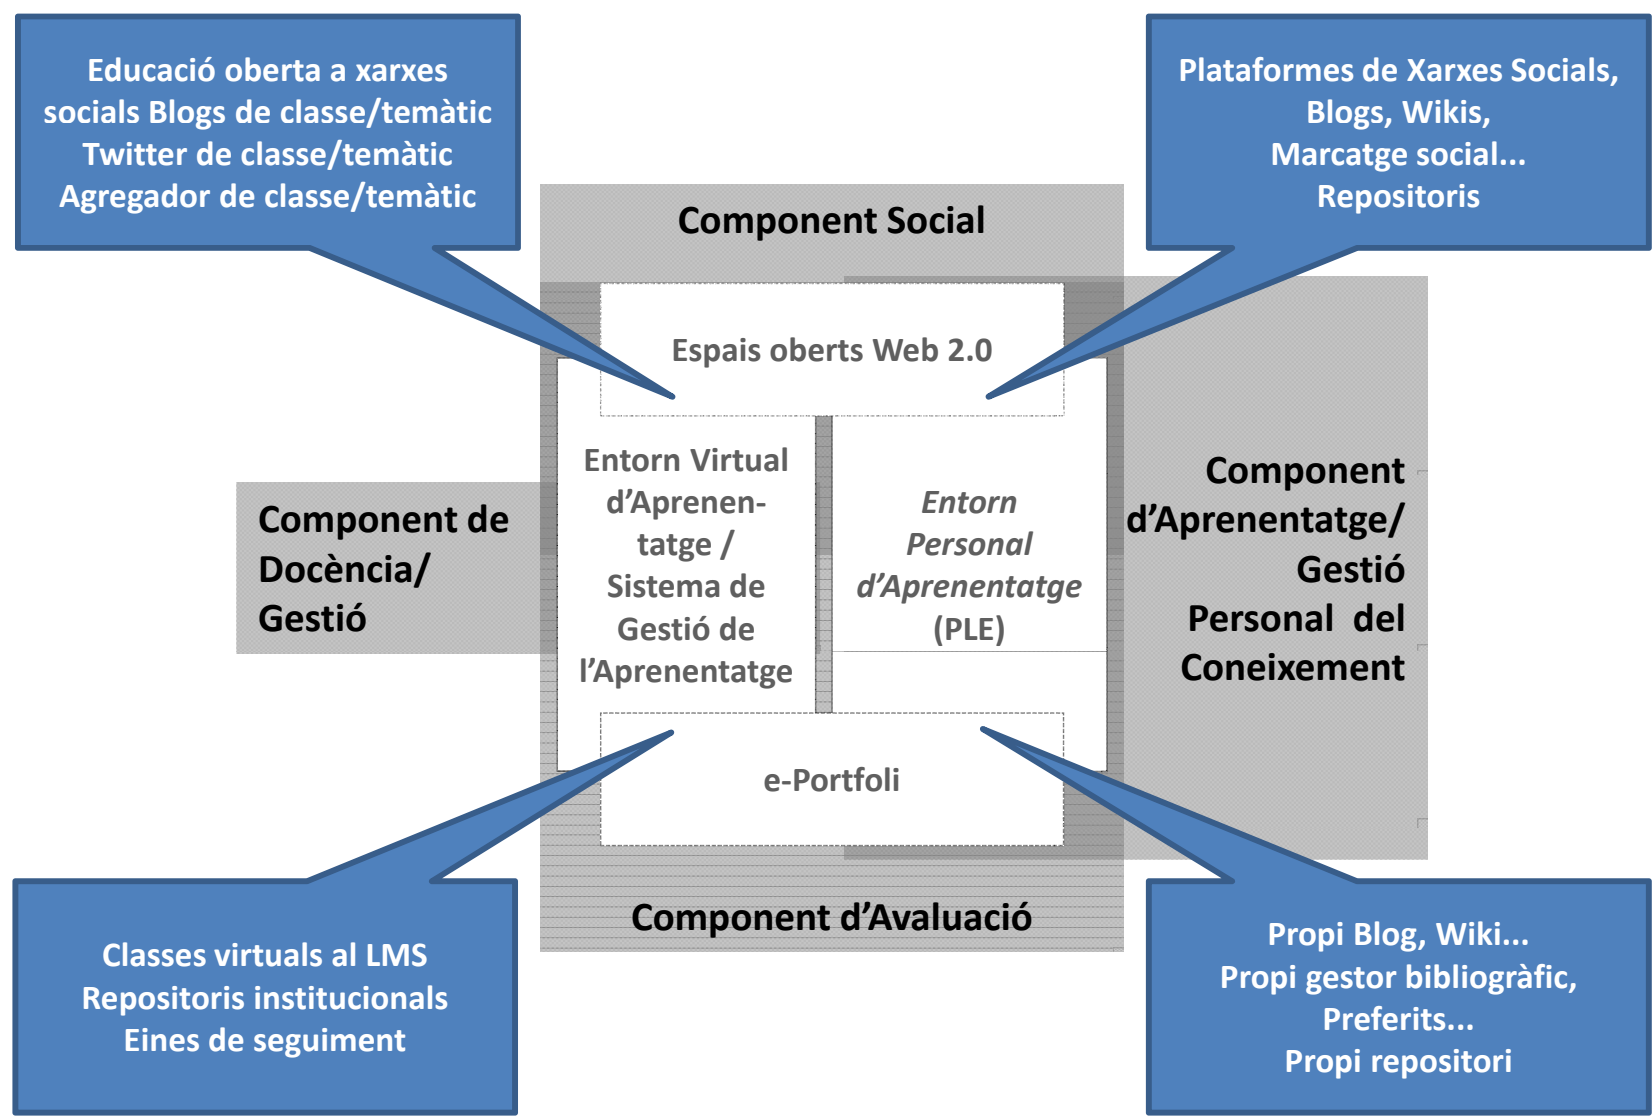 Educació oberta a xarxes
socials Blogs de classe/temàtic
Twitter de classe/temàtic
Agregador de classe/temàtic
Plataformes de Xarxes Socials,
Blogs, Wikis,
Marcatge social...
Repositoris
Component Social
Espais oberts Web 2.0
Component de
Docència/
Gestió
Entorn Virtual
d’Aprenen-
tatge /
Sistema de
Gestió de
l’Aprenentatge
Entorn
Personal
d’Aprenentatge
(PLE)
Component
d’Aprenentatge/
Gestió
Personal del
Coneixement
e-Portfoli
Component d’Avaluació
Classes virtuals al LMS
Repositoris institucionals
Eines de seguiment
Propi Blog, Wiki...
Propi gestor bibliogràfic,
Preferits...
Propi repositori